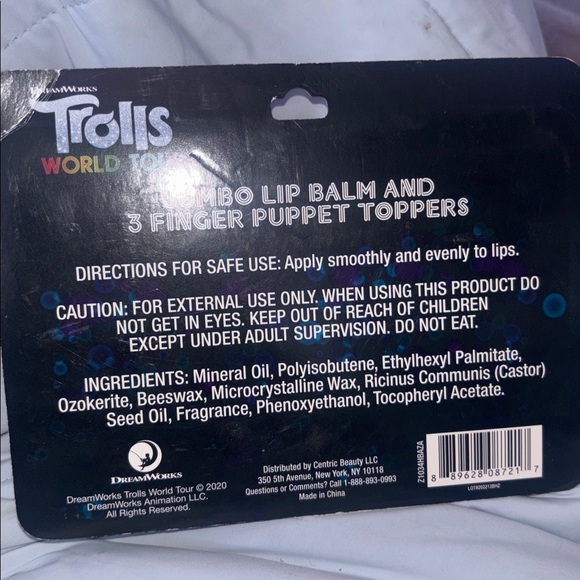 DREAMWORKS
Trolls
WORLD TOUR
LIP BALM AND
3 FINGER PUPPET TOPPERS
DIRECTIONS FOR SAFE USE: Apply smoothly and evenly to lips.
CAUTION: FOR EXTERNAL USE ONLY. WHEN USING THIS PRODUCT DO
NOT GET IN EYES. KEEP OUT OF REACH OF CHILDREN
EXCEPT UNDER ADULT SUPERVISION. DO NOT EAT.
INGREDIENTS: Mineral Oil, Polyisobutene, Ethylhexyl Palmitate,
Ozokerite, Beeswax, Microcrystalline Wax, Ricinus Communis (Castor)
Seed Oil, Fragrance, Phenoxyethanol, Tocopheryl Acetate.
DREAMWORKS
DreamWorks Trolls World Tour © 2020
DreamWorks Animation LLC.
All Rights Reserved.
Distributed by Centric Beauty LLC
350 5th Avenue, New York, NY 10118
Questions or Comments? Call 1-888-893-0993
Made in China
Z1034HBAZA
8 89628 08721 7